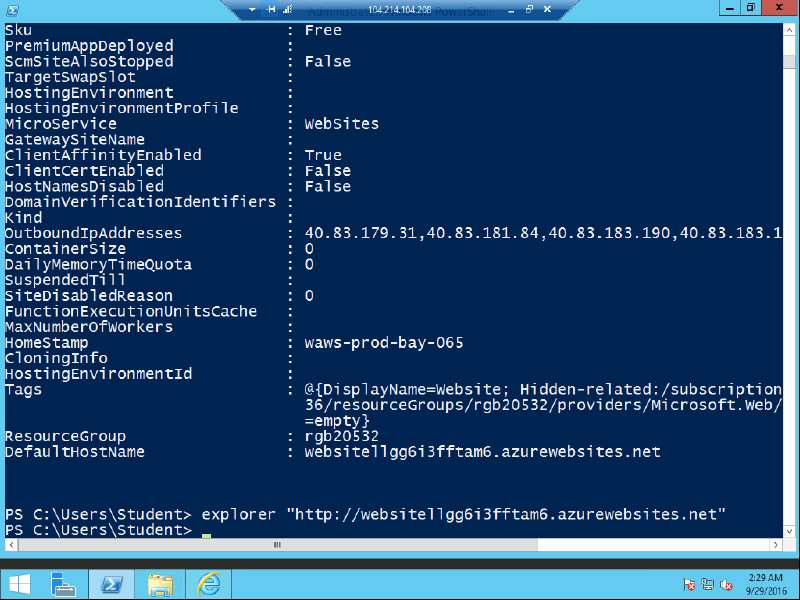 104.214.104.208
Sku : Free
PremiumAppDeployed :
ScmSiteAlsoStopped : False
TargetSwapSlot :
HostingEnvironment :
HostingEnvironmentProfile :
MicroService : WebSites
GatewaySiteName :
ClientAffinityEnabled : True
ClientCertEnabled : False
HostNamesDisabled : False
DomainVerificationIdentifiers :
Kind :
OutboundIpAddresses : 40.83.179.31,40.83.181.84,40.83.183.190,40.83.183.1
ContainerSize : 0
DailyMemoryTimeQuota : 0
SuspendedTill :
SiteDisabledReason : 0
FunctionExecutionUnitsCache :
MaxNumberOfWorkers :
HomeStamp : waws-prod-bay-065
CloningInfo :
HostingEnvironmentId :
Tags : @{DisplayName=Website; Hidden-related:/subscription
36/resourceGroups/rgb20532/providers/Microsoft.Web/
=empty}
ResourceGroup : rgb20532
DefaultHostName : websitellgg6i3fftam6.azurewebsites.net
PS C:\Users\Student> explorer "http://websitellgg6i3fftam6.azurewebsites.net"
PS C:\Users\Student>
2:29 AM
9/29/2016